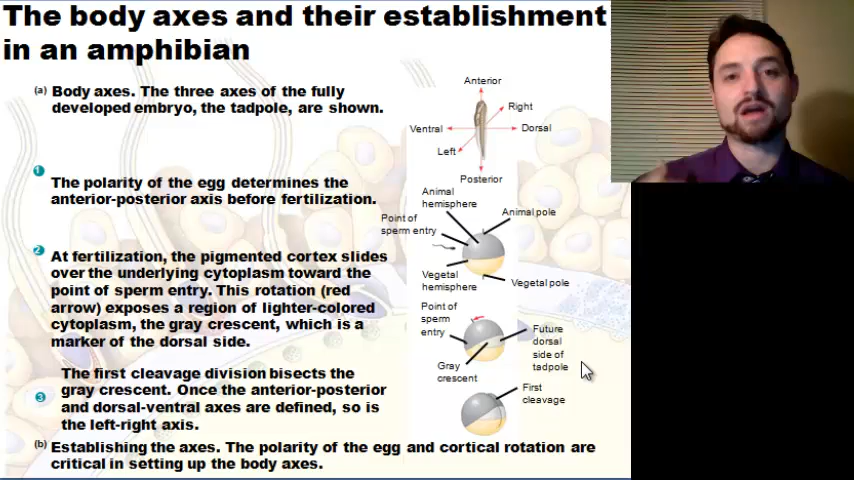 The body axes and their establishment
in an amphibian
(a) Body axes. The three axes of the fully
developed embryo, the tadpole, are shown.
Anterior
Right
Ventral
Dorsal
Left
Posterior
1
The polarity of the egg determines the
anterior-posterior axis before fertilization.
Animal
hemisphere
Animal pole
Point of
sperm entry
Vegetal
hemisphere
Vegetal pole
2
At fertilization, the pigmented cortex slides
over the underlying cytoplasm toward the
point of sperm entry. This rotation (red
arrow) exposes a region of lighter-colored
cytoplasm, the gray crescent, which is a
marker of the dorsal side.
Point of
sperm
entry
Future
dorsal
side of
tadpole
Gray
crescent
3
The first cleavage division bisects the
gray crescent. Once the anterior-posterior
and dorsal-ventral axes are defined, so is
the left-right axis.
First
cleavage
(b) Establishing the axes. The polarity of the egg and cortical rotation are
critical in setting up the body axes.